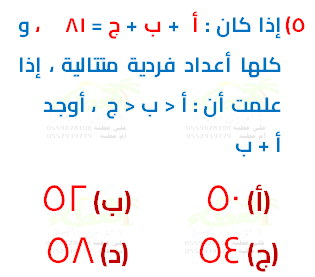 ٥) إذا كان : أ + ب + ج = ٨١ ، و
كلها أعداد فردية متتالية ، إذا
علمت أن : أ < ب < ج ، أوجد
أ + ب
(أ) ٥٠ (ب) ٥٢
(ج) ٥٤ (د) ٥٨